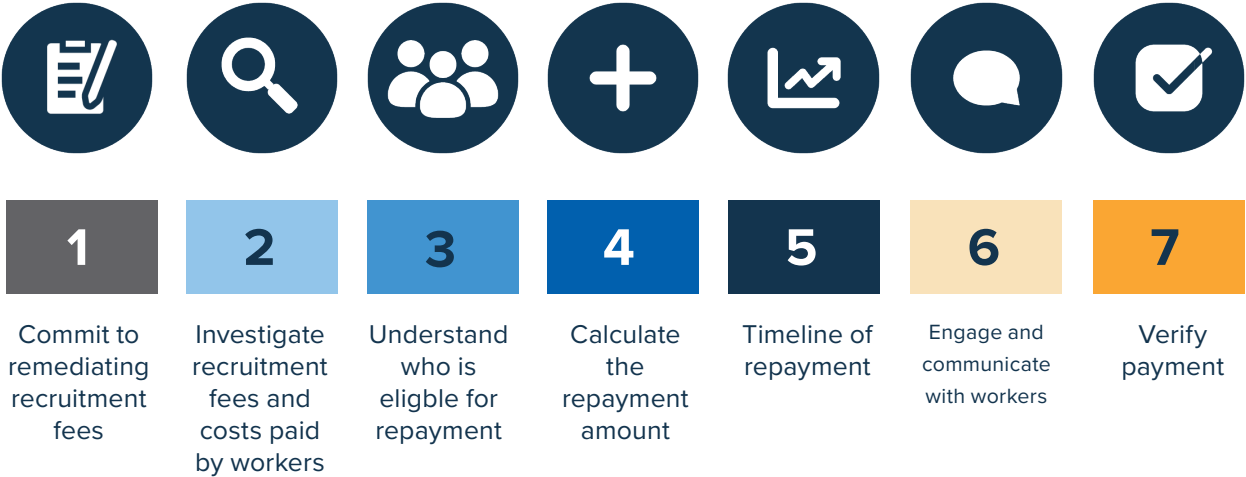 1
Commit to
remediating
recruitment
fees
2
Investigate
recruitment
fees and
costs paid
by workers
3
Understand
who is
eligble for
repayment
4
Calculate
the
repayment
amount
5
Timeline of
repayment
6
Engage and
communicate
with workers
7
Verify
payment